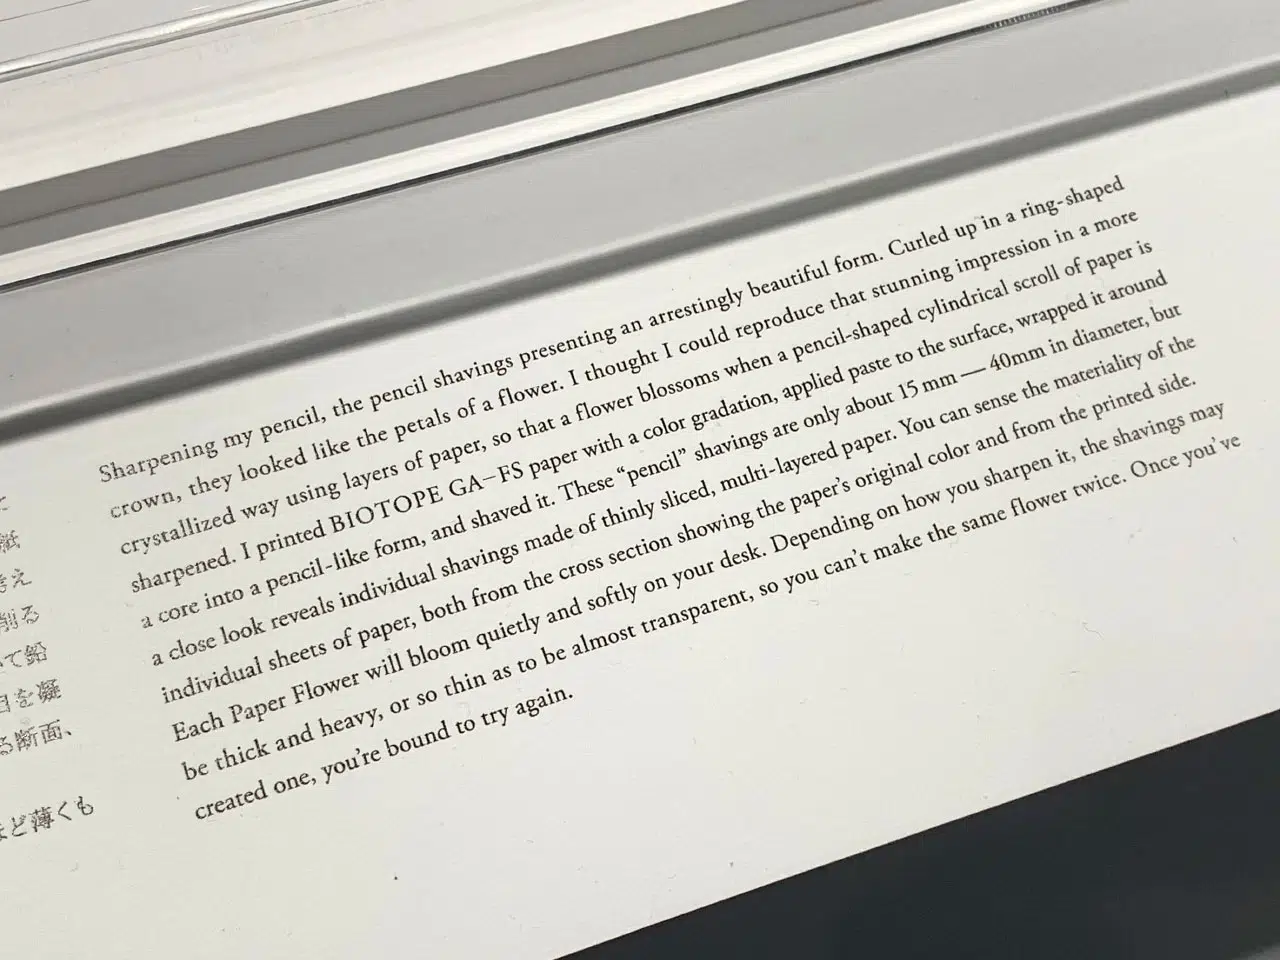 Sharpening my pencil, the pencil shavings presenting an arrestingly beautiful form. Curled up in a ring-shaped
crown, they looked like the petals of a flower. I thought I could reproduce that stunning impression in a more
crystallized way using layers of paper, so that a flower blossoms when a pencil-shaped cylindrical scroll of paper is
sharpened. I printed BIOTOPE GA–FS paper with a color gradation, applied paste to the surface, wrapped it around
a core into a pencil-like form, and shaved it. These “pencil” shavings are only about 15 mm — 40mm in diameter, but
a close look reveals individual shavings made of thinly sliced, multi-layered paper. You can sense the materiality of the
individual sheets of paper, both from the cross section showing the paper’s original color and from the printed side.
Each Paper Flower will bloom quietly and softly on your desk. Depending on how you sharpen it, the shavings may
be thick and heavy, or so thin as to be almost transparent, so you can’t make the same flower twice. Once you’ve
created one, you’re bound to try again.
紙
考え
削る
て鉛
目を凝
る断面、
ほど薄くも